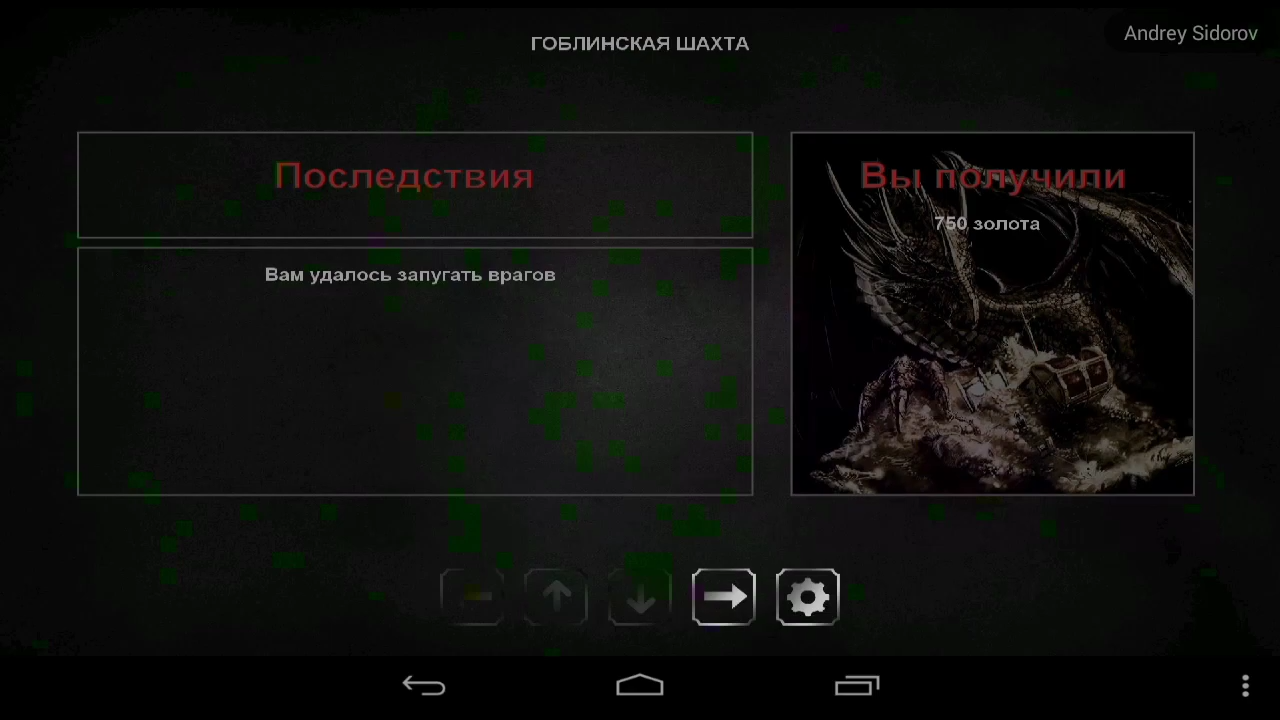 ГОБЛИНСКАЯ ШАХТА
Andrey Sidorov
Последствия
Вам удалось запугать врагов
Вы получили
750 золота